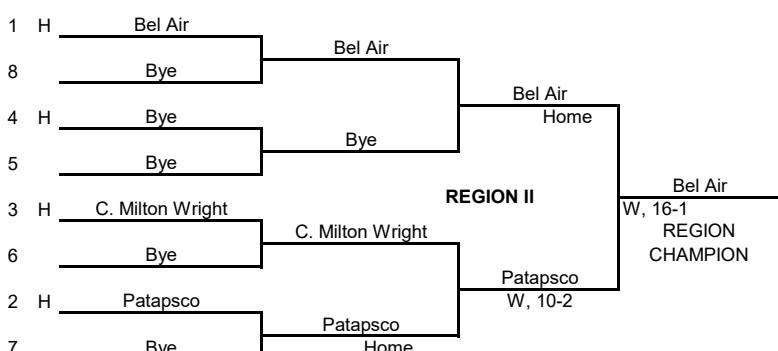 1 H Bel Air
Bel Air
8 Bye
Bel Air
4 H Bye
Home
Bye
5 Bye
REGION II
Bel Air
3 H C. Milton Wright
W, 16-1
C. Milton Wright
REGION
6 Bye
CHAMPION
Patapsco
2 H Patapsco
W, 10-2
Patapsco
7 Bye
Home